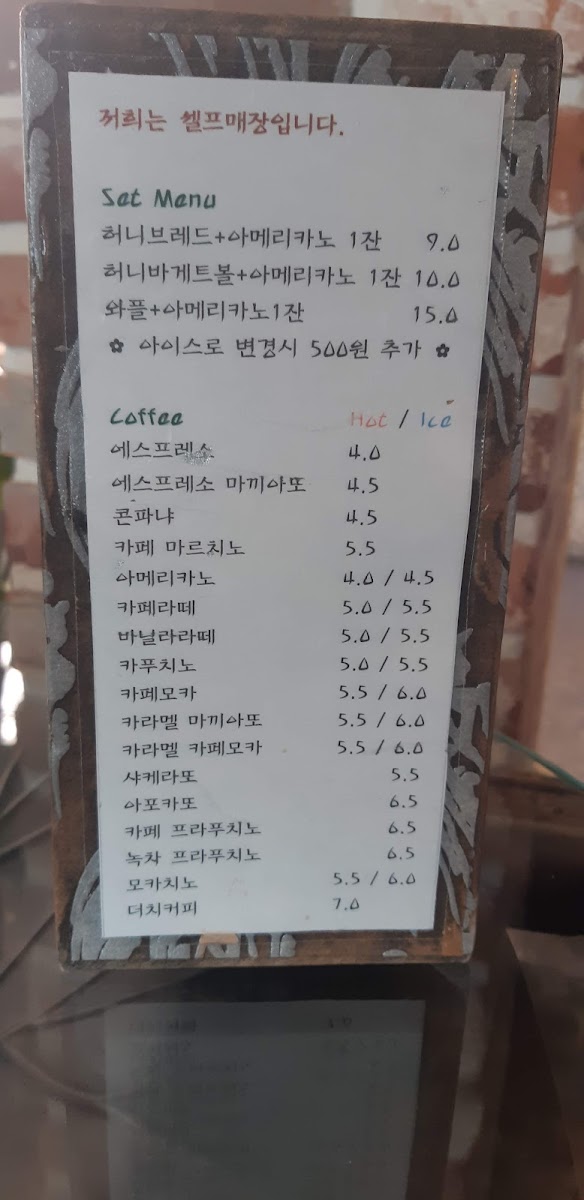 저희는 셀프매장입니다.
Set Menu
허니브레드+아메리카노 1잔 9.0
허니바게트볼+아메리카노 1잔 10.0
와플+아메리카노1잔 15.0
✿ 아이스로 변경시 500원 추가 ✿
Coffee Hot / Ice
에스프레소 4.0
에스프레소 마끼아또 4.5
콘파냐 4.5
카페 마르치노 5.5
아메리카노 4.0 / 4.5
카페라떼 5.0 / 5.5
바닐라라떼 5.0 / 5.5
카푸치노 5.0 / 5.5
카페모카 5.5 / 6.0
카라멜 마끼아또 5.5 / 6.0
카라멜 카페모카 5.5 / 6.0
샤케라또 5.5
아포카또 6.5
카페 프라푸치노 6.5
녹차 프라푸치노 6.5
모카치노 5.5 / 6.0
더치커피 7.0